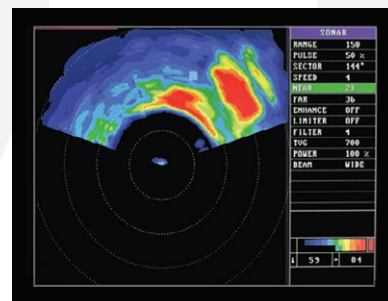 SONAR
RANGE 150
PULSE 50 %
SECTOR 144°
SPEED 4
NEAR 23
FAR 36
ENHANCE OFF
LIMITER OFF
FILTER 4
TVG 700
POWER 100 %
BEAM WIDE
59 - 84